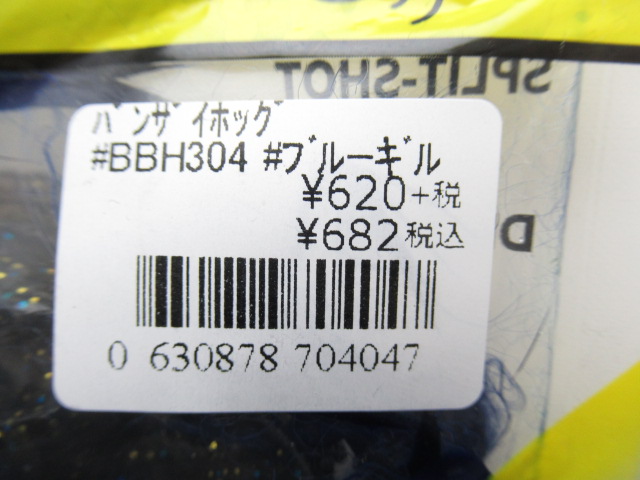 SPLIT-SHOT
ﾊﾞﾝｻﾞｲﾎｯｸﾞ
#BBH304 #ﾌﾞﾙｰｷﾞﾙ
¥620+税
¥682税込
D
0 630878 704047